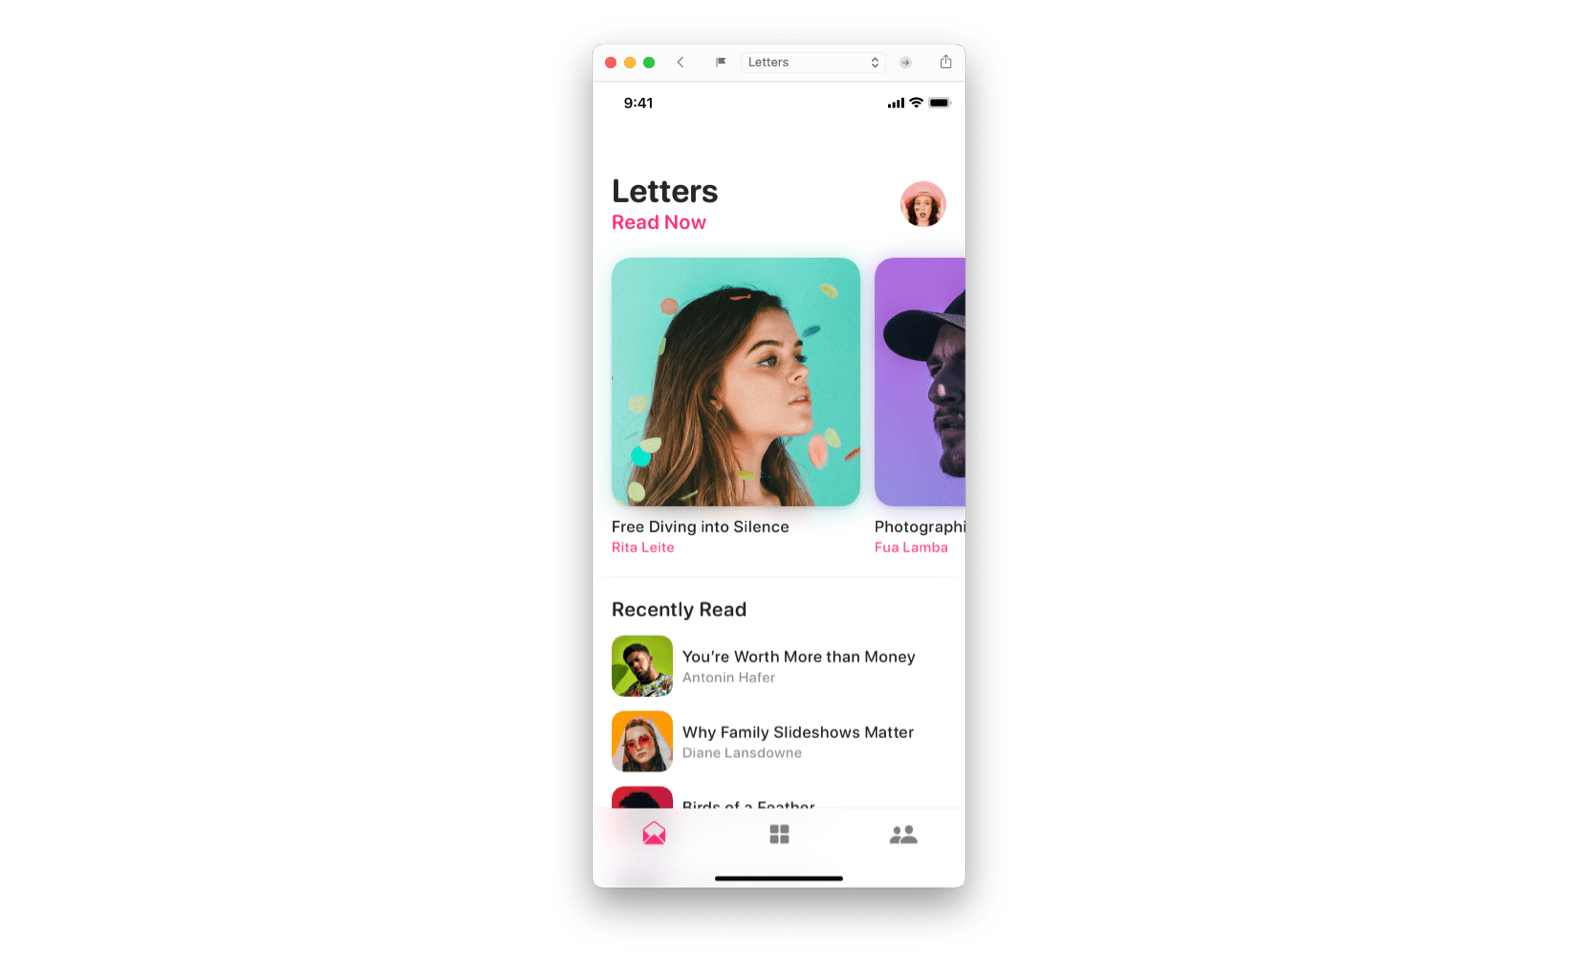 Letters
9:41
Letters
Read Now
Free Diving into Silence
Rita Leite
Photographi
Fua Lamba
Recently Read
You’re Worth More than Money
Antonin Hafer
Why Family Slideshows Matter
Diane Lansdowne
Birds of a Feather